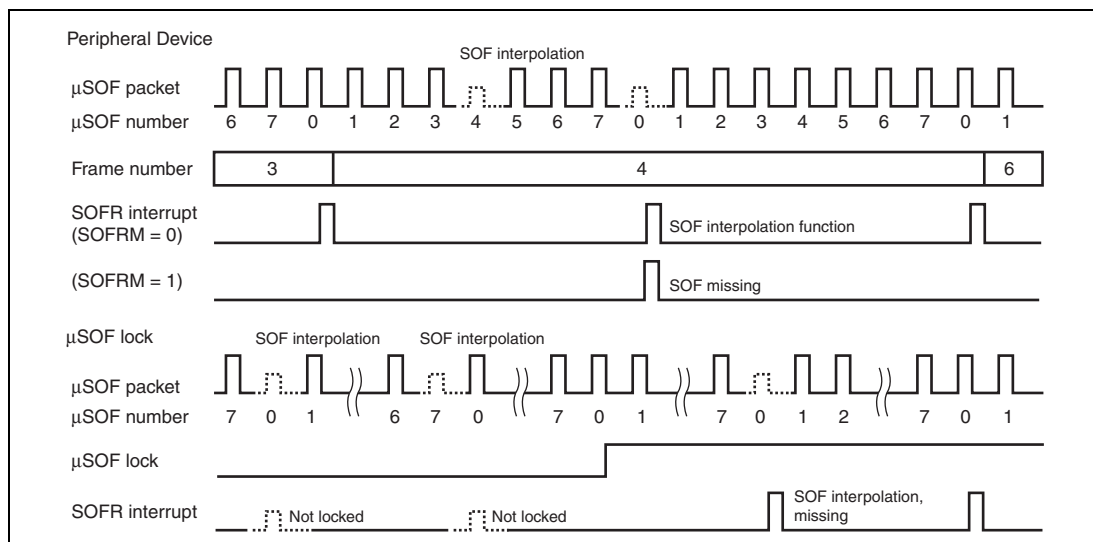 Peripheral Device
SOF interpolation
μSOF packet
μSOF number 6 7 0 1 2 3 4 5 6 7 0 1 2 3 4 5 6 7 0 1
Frame number 3 4 6
SOFR interrupt
(SOFRM = 0) SOF interpolation function
(SOFRM = 1) SOF missing
μSOF lock SOF interpolation SOF interpolation
μSOF packet
μSOF number 7 0 1 6 7 0 7 0 1 7 0 1 2 7 0 1
μSOF lock
SOFR interrupt Not locked Not locked SOF interpolation,
missing